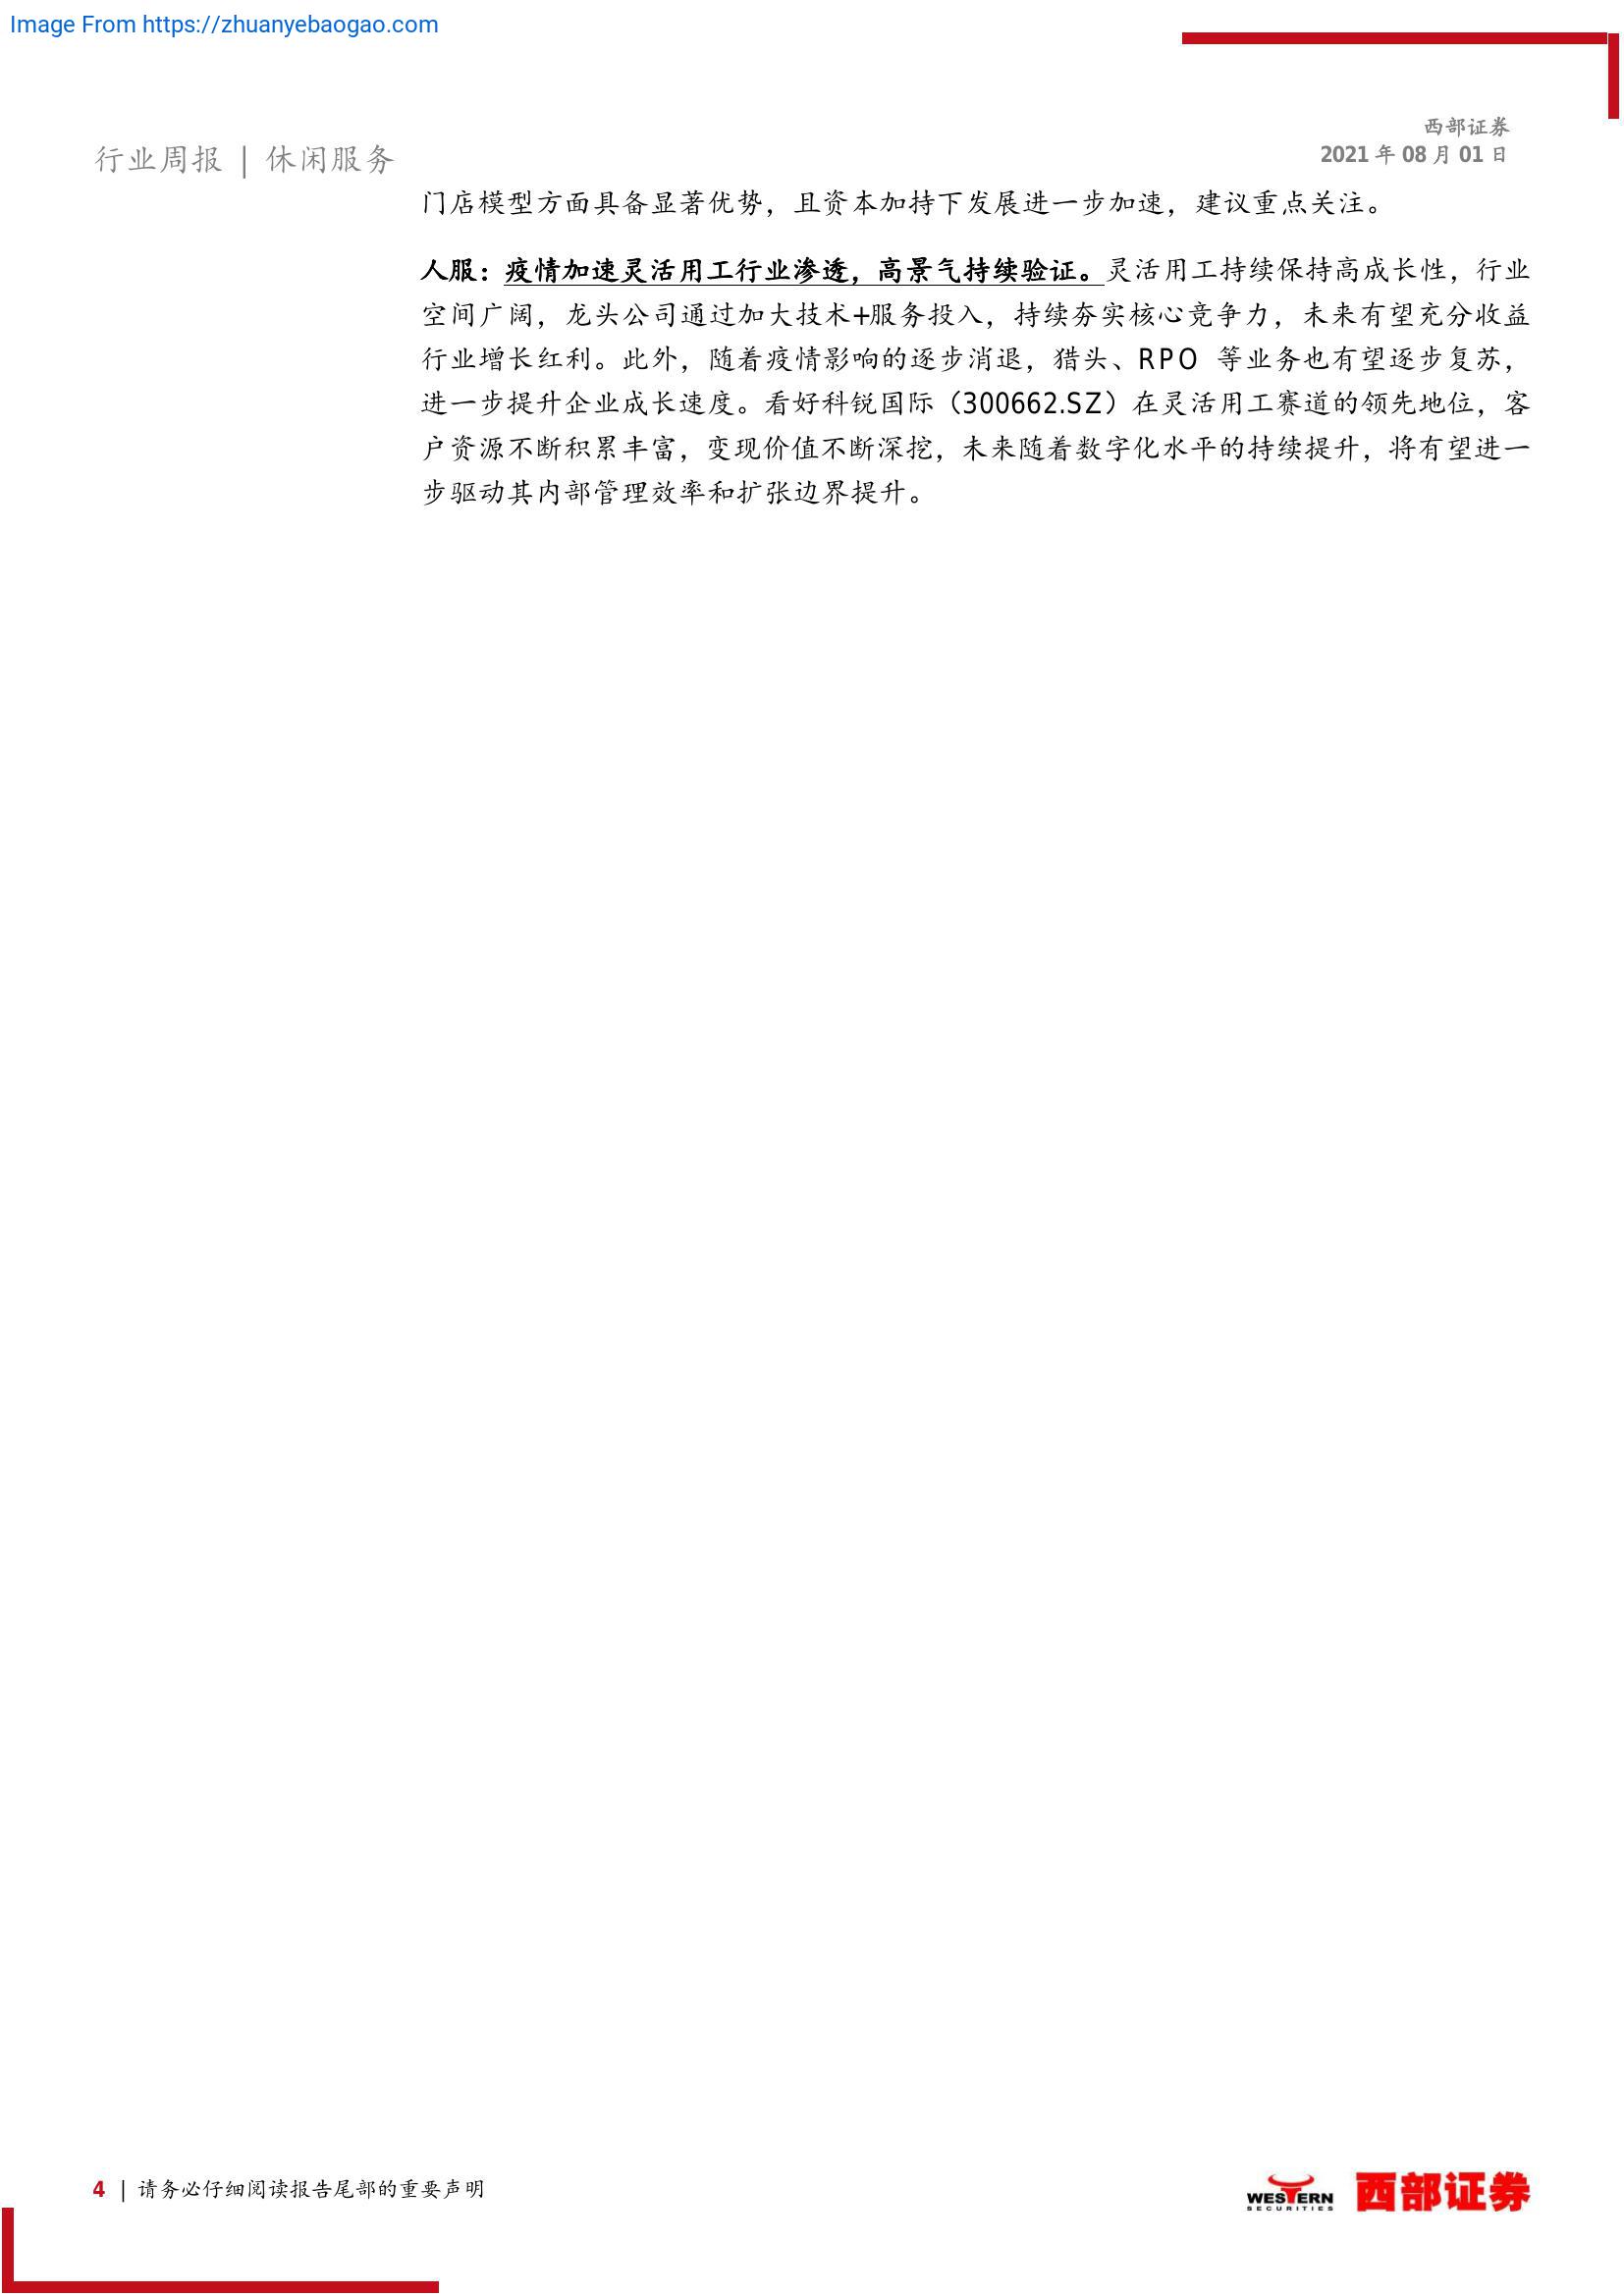 Image From https://zhuanyebaogao.com
西部证券
2021 年 08 月 01 日
行业周报 | 休闲服务
门店模型方面具备显著优势，且资本加持下发展进一步加速，建议重点关注。
人服：疫情加速灵活用工行业渗透，高景气持续验证。灵活用工持续保持高成长性，行业
空间广阔，龙头公司通过加大技术+服务投入，持续夯实核心竞争力，未来有望充分收益
行业增长红利。此外，随着疫情影响的逐步消退，猎头、RPO 等业务也有望逐步复苏，
进一步提升企业成长速度。看好科锐国际（300662.SZ）在灵活用工赛道的领先地位，客
户资源不断积累丰富，变现价值不断深挖，未来随着数字化水平的持续提升，将有望进一
步驱动其内部管理效率和扩张边界提升。
4 | 请务必仔细阅读报告尾部的重要声明
WESTERN
SECURITIES
西部证券